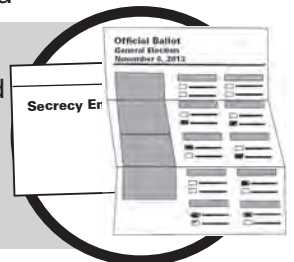 Secrecy En
Official Ballot
General Election
November 6, 2012